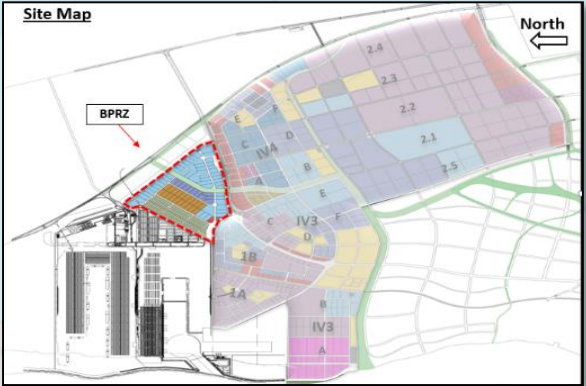 Site Map
North
BPRZ
2.4
2.3
2.2
2.1
2.5
E
F
D
C
IV4
A
B
E
F
C
IV3
D
1B
1A
B
IV3
A